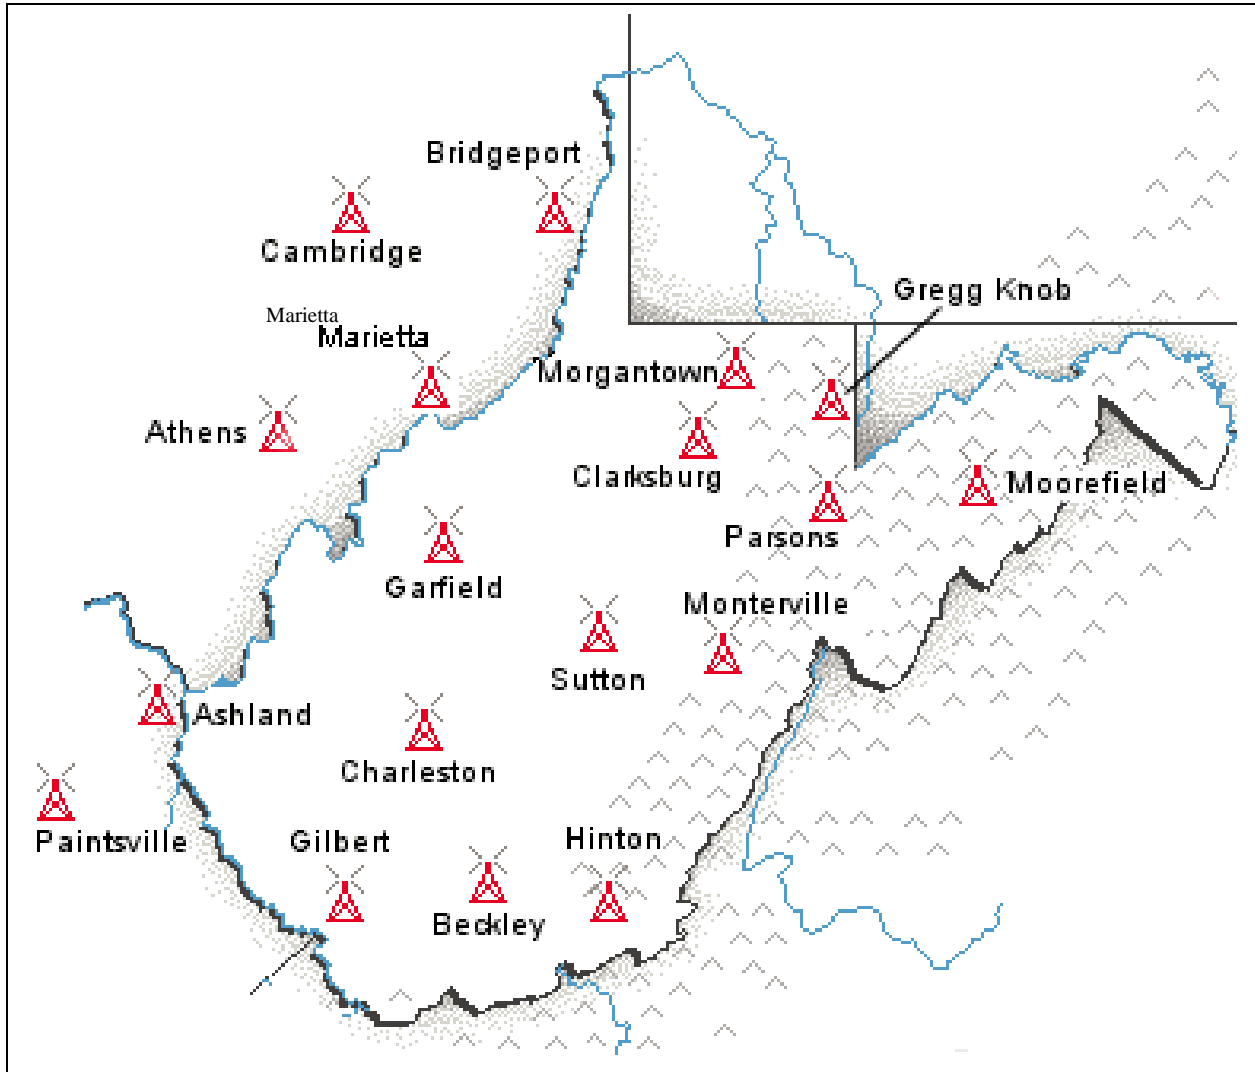 Bridgeport
Cambridge
Gregg Knob
Marietta
Marietta
Morgantown
Athens
Clarksburg
Moorefield
Parsons
Garfield
Monterville
Sutton
Ashland
Charleston
Paintsville
Gilbert
Hinton
Beckley